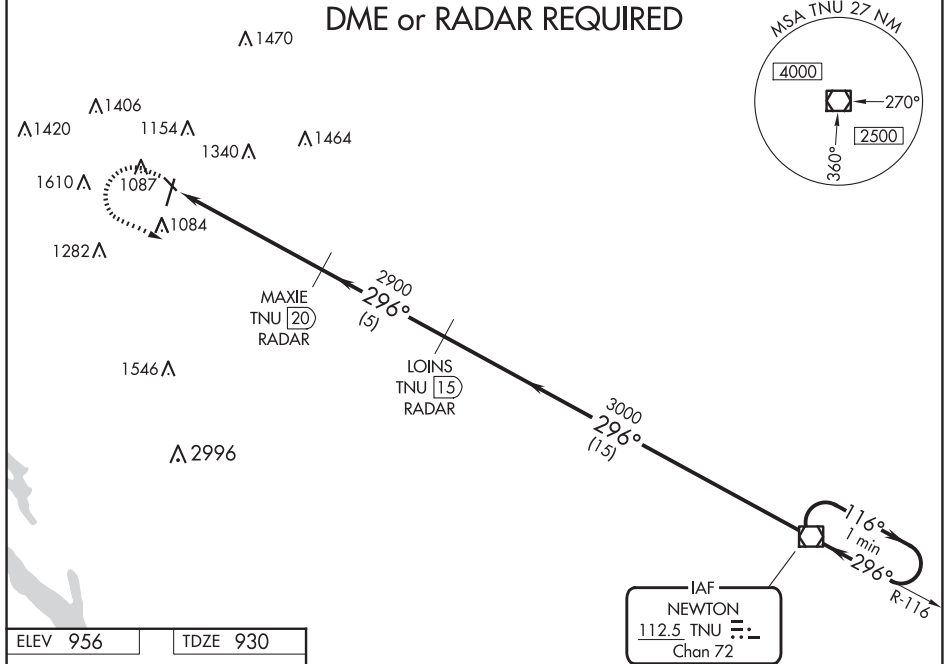 DME or RADAR REQUIRED
MSA TNU 27 NM
4000
270°
2500
360°
1470
1406
1420
1154
1340
1464
1610
1087
1084
1282
MAXIE
TNU 20
RADAR
2900
296°
(5)
LOINS
TNU 15
RADAR
1546
3000
296°
(15)
2996
116°
1 min
296°
R-116
IAF
NEWTON
112.5 TNU
Chan 72
ELEV 956
TDZE 930